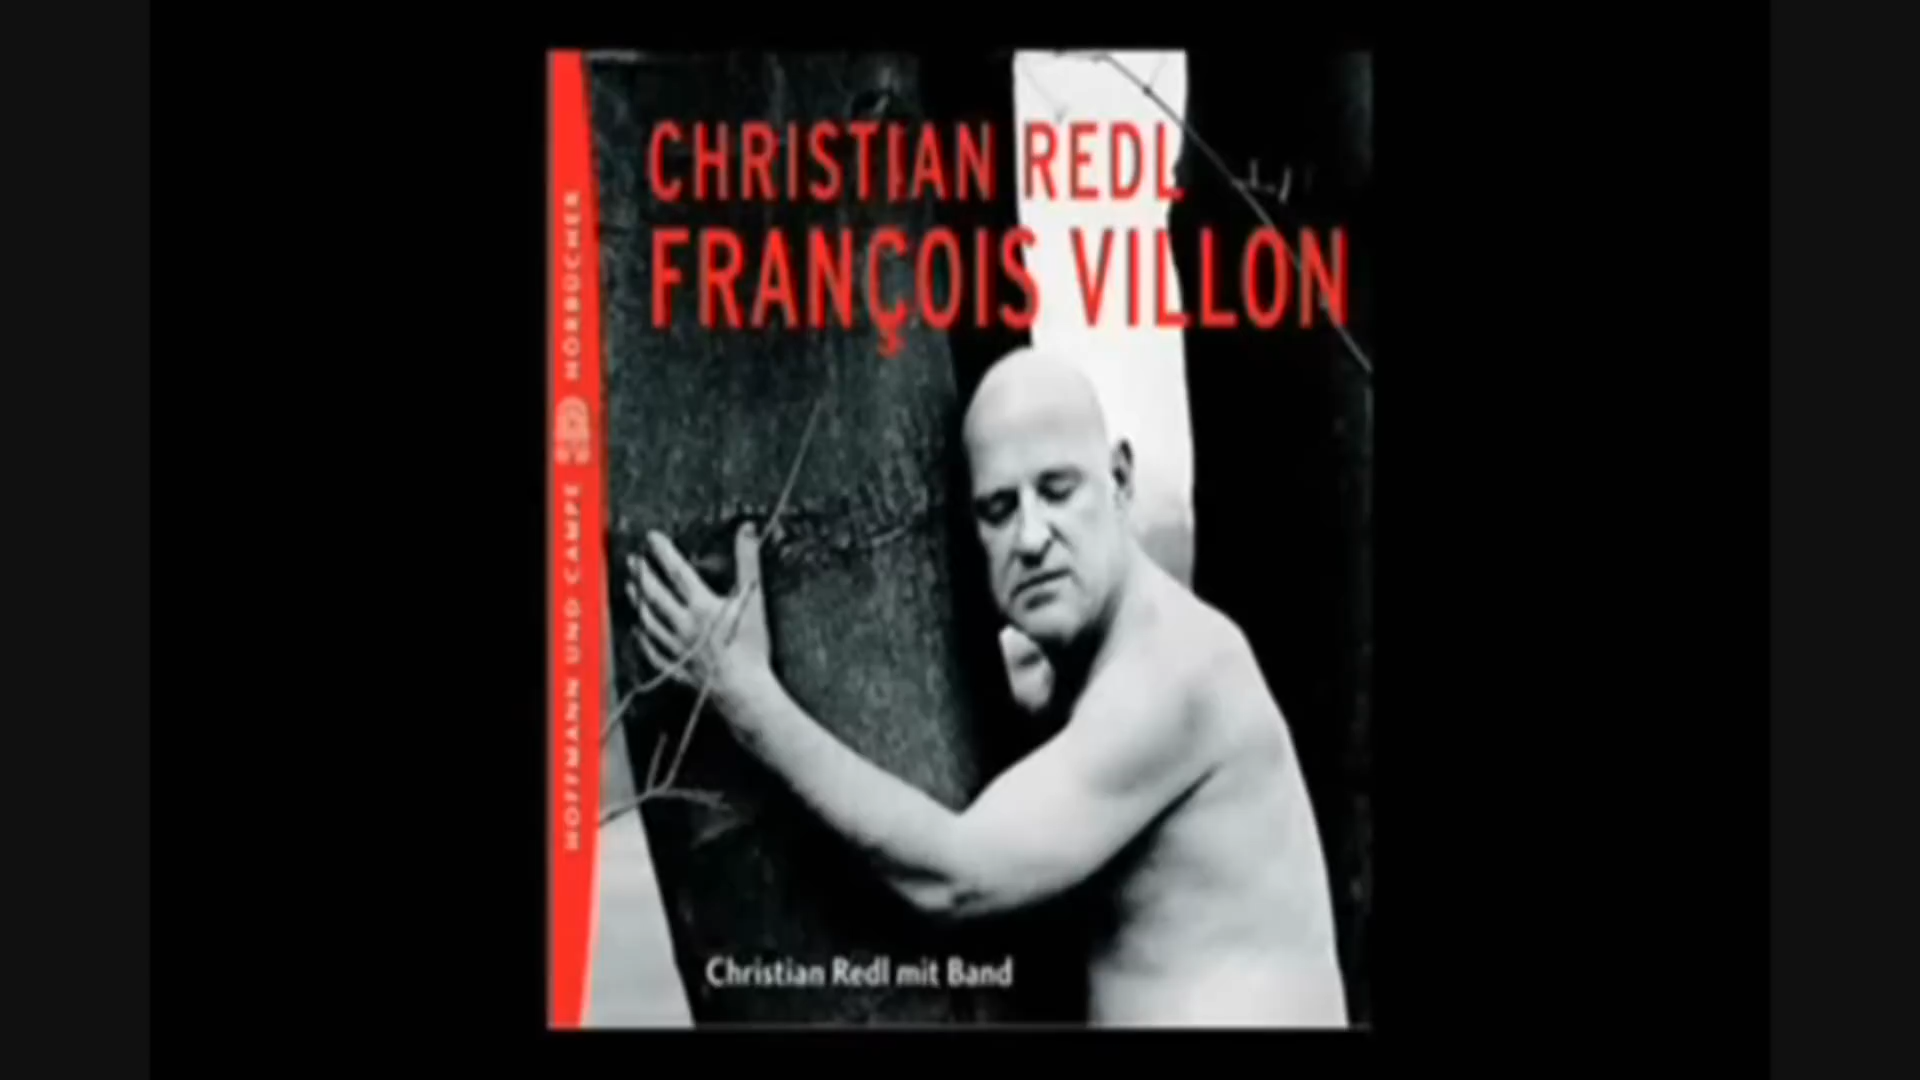 CHRISTIAN REDL
FRANÇOIS VILLON
HOFFMANN UND CAMPE HÖRBÜCHER
Christian Redl mit Band